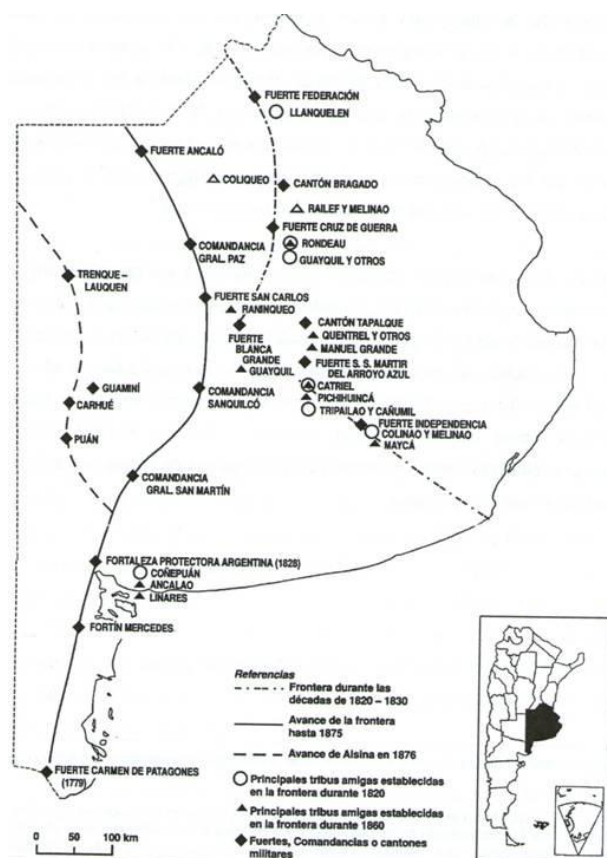 FUERTE FEDERACIÓN
LLANQUELEN
FUERTE ANCALÓ
COLIQUEO
CANTÓN BRAGADO
RAILEF Y MELINAO
FUERTE CRUZ DE GUERRA
COMANDANCIA
GRAL. PAZ
RONDEAU
GUAYQUIL Y OTROS
TRENQUE–
LAUQUEN
FUERTE SAN CARLOS
RANINQUEO
CANTÓN TAPALQUE
FUERTE
BLANCA
GRANDE
QUENTREL Y OTROS
MANUEL GRANDE
FUERTE S. S. MARTIR
DEL ARROYO AZUL
GUAYQUIL
GUAMINÍ
COMANDANCIA
SANQUILCÓ
CATRIEL
PICHIHUINCÁ
CARHUÉ
TRIPAILAO Y CAÑUMIL
FUERTE INDEPENDENCIA
COLINAO Y MELINAO
MAYCÁ
PUÁN
COMANDANCIA
GRAL. SAN MARTÍN
FORTALEZA PROTECTORA ARGENTINA (1828)
COÑEPUÁN
ANCALAO
LINARES
FORTÍN MERCEDES
FUERTE CARMEN DE PATAGONES
(1779)
Referencias
Frontera durante las
décadas de 1820 – 1830
Avance de la frontera
hasta 1875
Avance de Alsina en 1876
Principales tribus amigas establecidas
en la frontera durante 1820
Principales tribus amigas establecidas
en la frontera durante 1860
Fuertes, Comandancias o cantones
militares
0 50 100 km